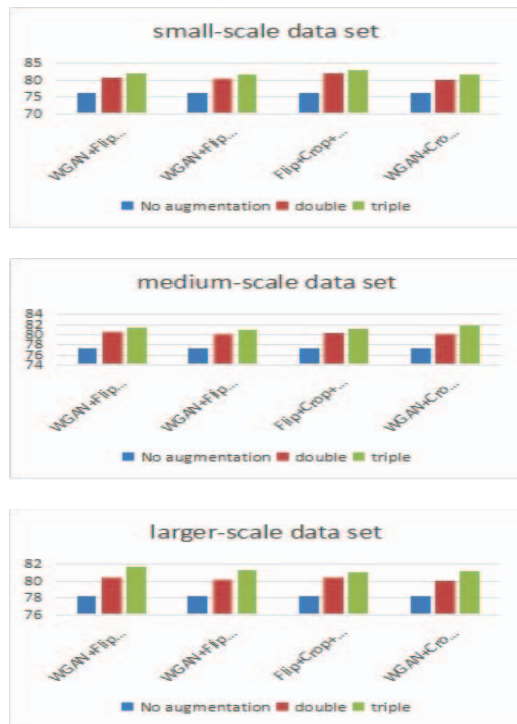 small-scale data set
85
80
75
70
WGAN+Flip...
WGAN+Flip...
Flip+Crop+...
WGAN+Cro...
No augmentation double triple
medium-scale data set
84
82
80
78
76
74
WGAN+Flip...
WGAN+Flip...
Flip+Crop+...
WGAN+Cro...
No augmentation double triple
larger-scale data set
82
80
78
76
WGAN+Flip...
WGAN+Flip...
Flip+Crop+...
WGAN+Cro...
No augmentation double triple